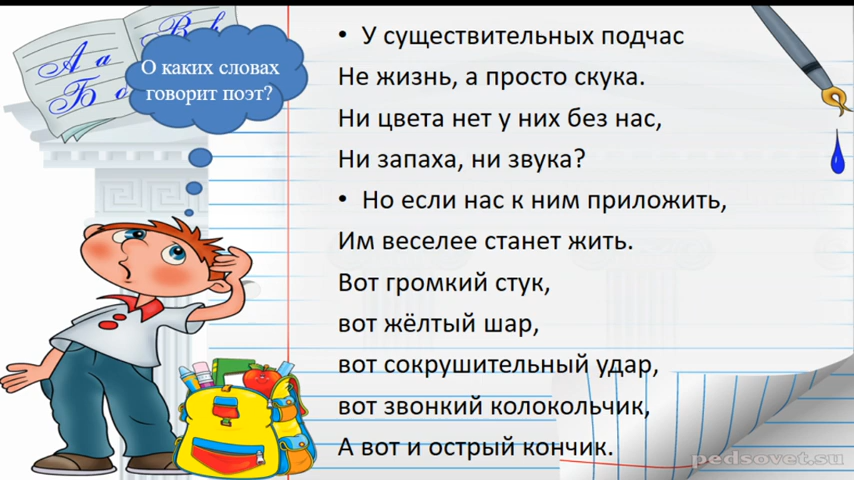 А а
Б
В в
О каких словах
говорит поэт?
• У существительных подчас
Не жизнь, а просто скука.
Ни цвета нет у них без нас,
Ни запаха, ни звука?
• Но если нас к ним приложить,
Им веселее станет жить.
Вот громкий стук,
вот жёлтый шар,
вот сокрушительный удар,
вот звонкий колокольчик,
А вот и острый кончик.
pedsovet.su